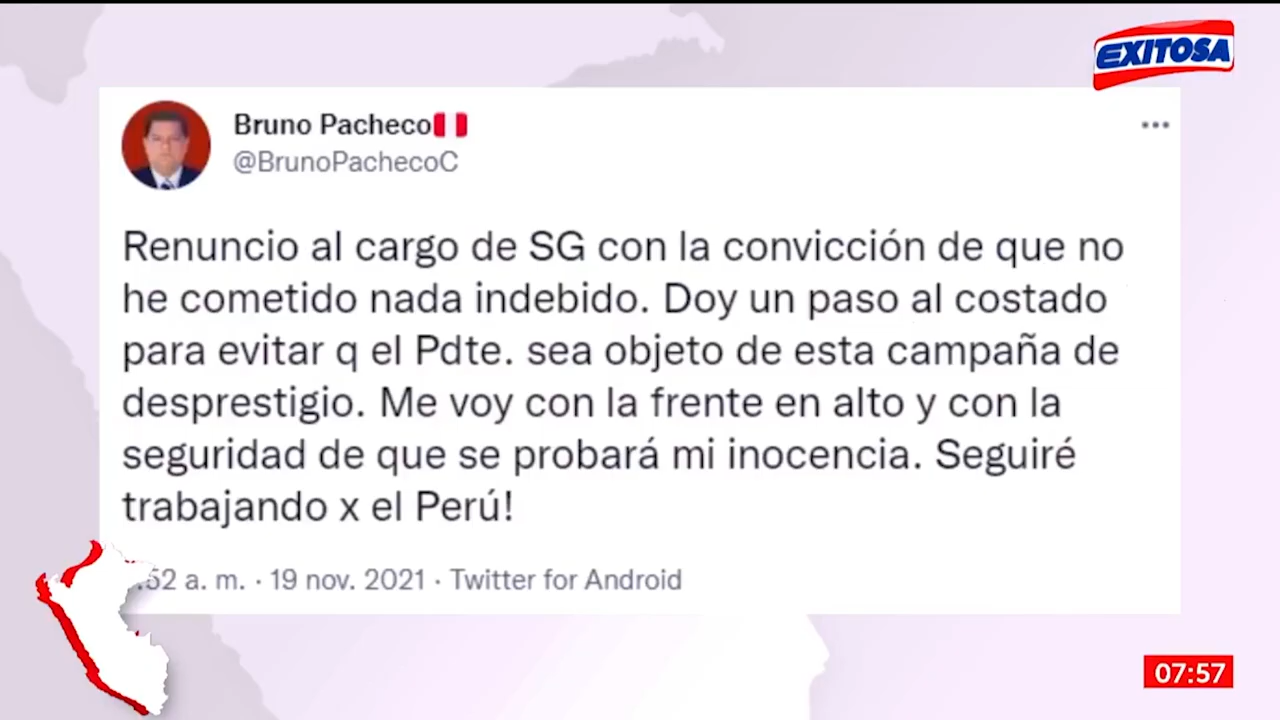 EXITOSA
Bruno Pacheco
@BrunoPachecoC
Renuncio al cargo de SG con la convicción de que no
he cometido nada indebido. Doy un paso al costado
para evitar q el Pdte. sea objeto de esta campaña de
desprestigio. Me voy con la frente en alto y con la
seguridad de que se probará mi inocencia. Seguiré
trabajando x el Perú!
52 a. m. · 19 nov. 2021 · Twitter for Android
07:57